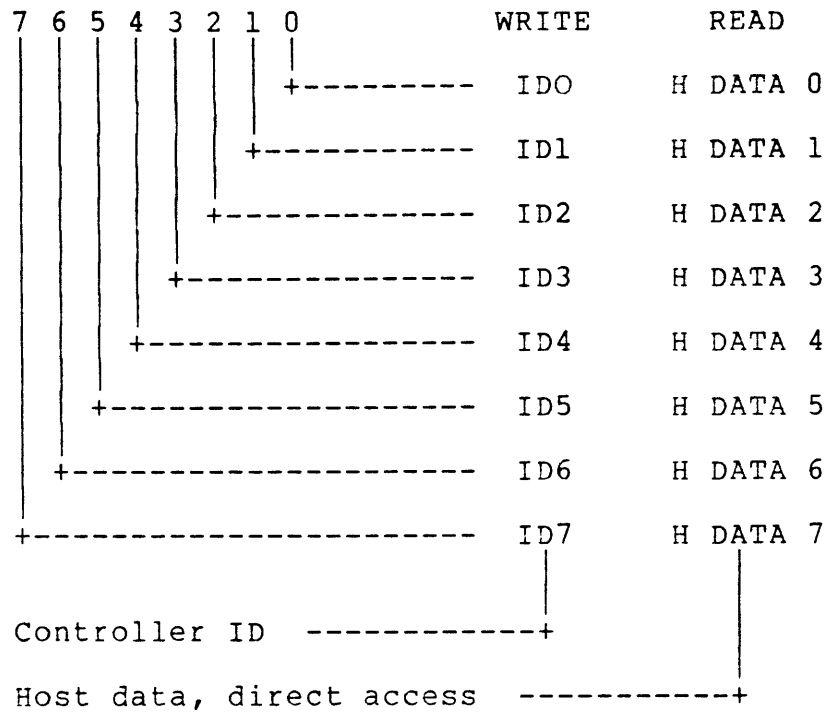 7 6 5 4 3 2 1 0 WRITE READ
+---------- ID0 H DATA 0
+------------ ID1 H DATA 1
+-------------- ID2 H DATA 2
+---------------- ID3 H DATA 3
+------------------ ID4 H DATA 4
+-------------------- ID5 H DATA 5
+---------------------- ID6 H DATA 6
+------------------------ ID7 H DATA 7
Controller ID ------------+
Host data, direct access -----------+